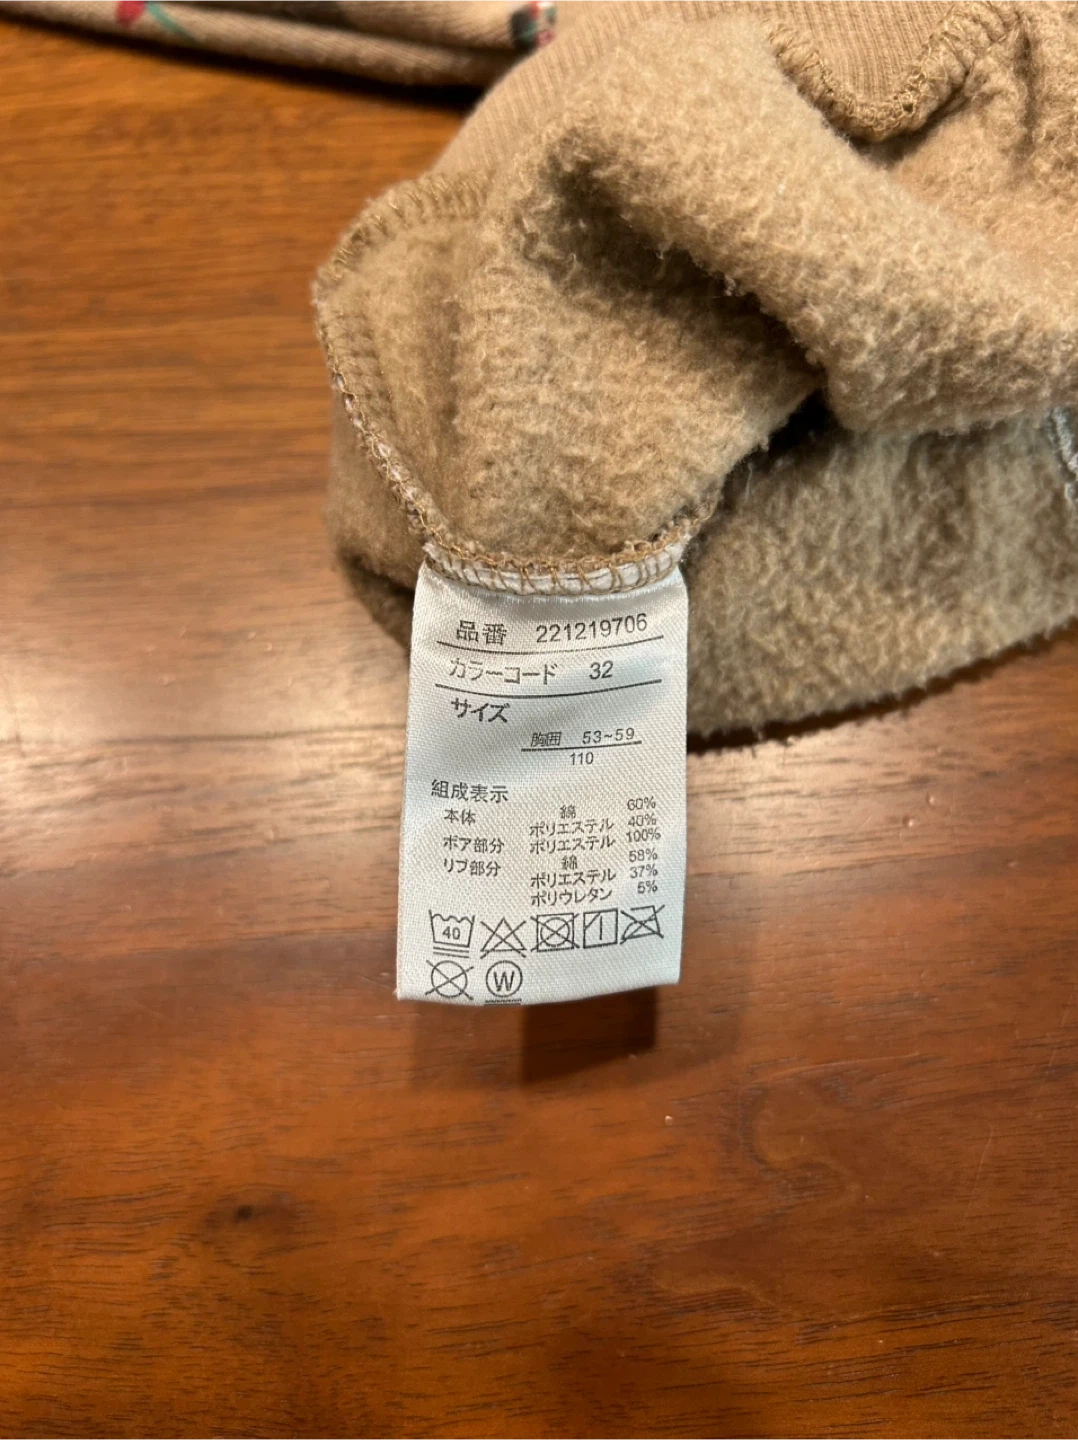 品番 221219706
カラーコード 32
サイズ
胸囲 53~59
110
組成表示
本体 綿 60%
ポリエステル 40%
ボア部分 ポリエステル 100%
リブ部分 綿 58%
ポリエステル 37%
ポリウレタン 5%
40
W